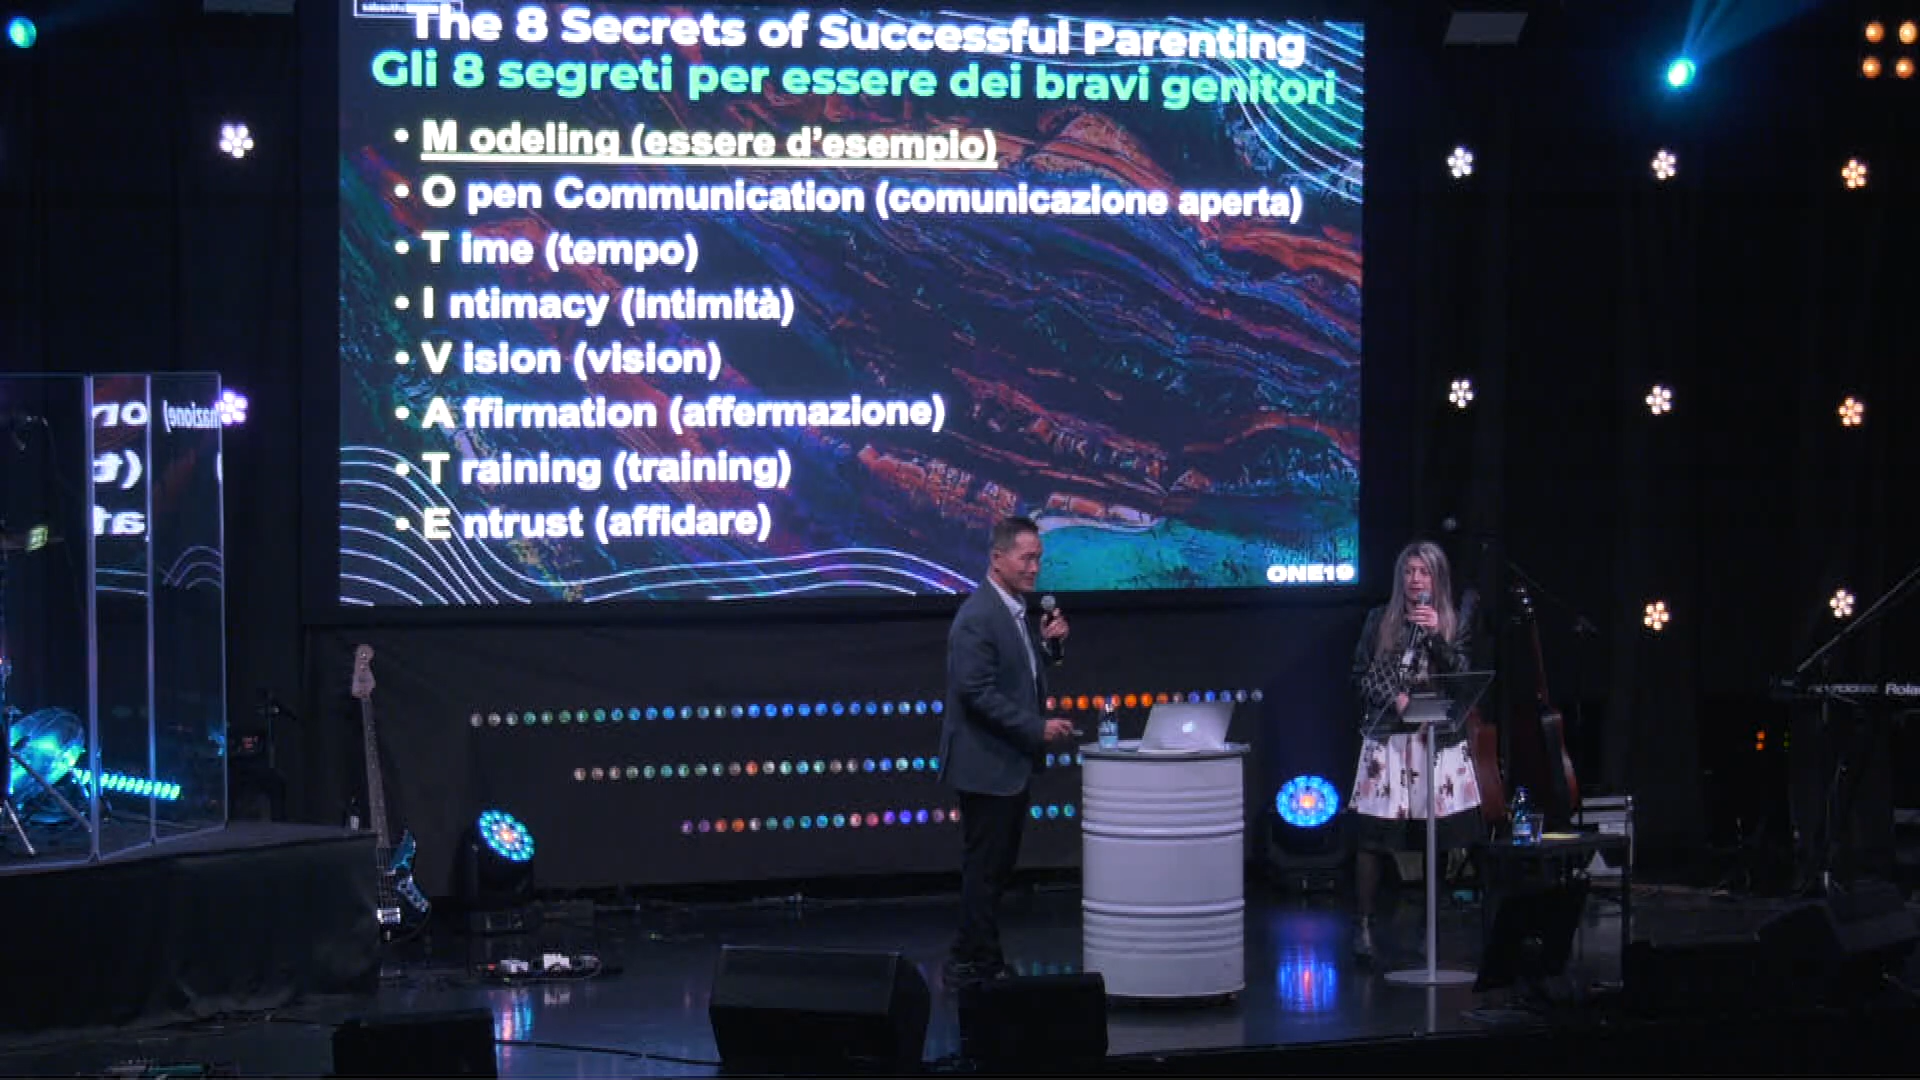 The 8 Secrets of Successful Parenting
Gli 8 segreti per essere dei bravi genitori
• M odeling (essere d'esempio)
• O pen Communication (comunicazione aperta)
• T ime (tempo)
• I ntimacy (intimità)
• V ision (vision)
• A ffirmation (affermazione)
• T raining (training)
• E ntrust (affidare)
ONE19